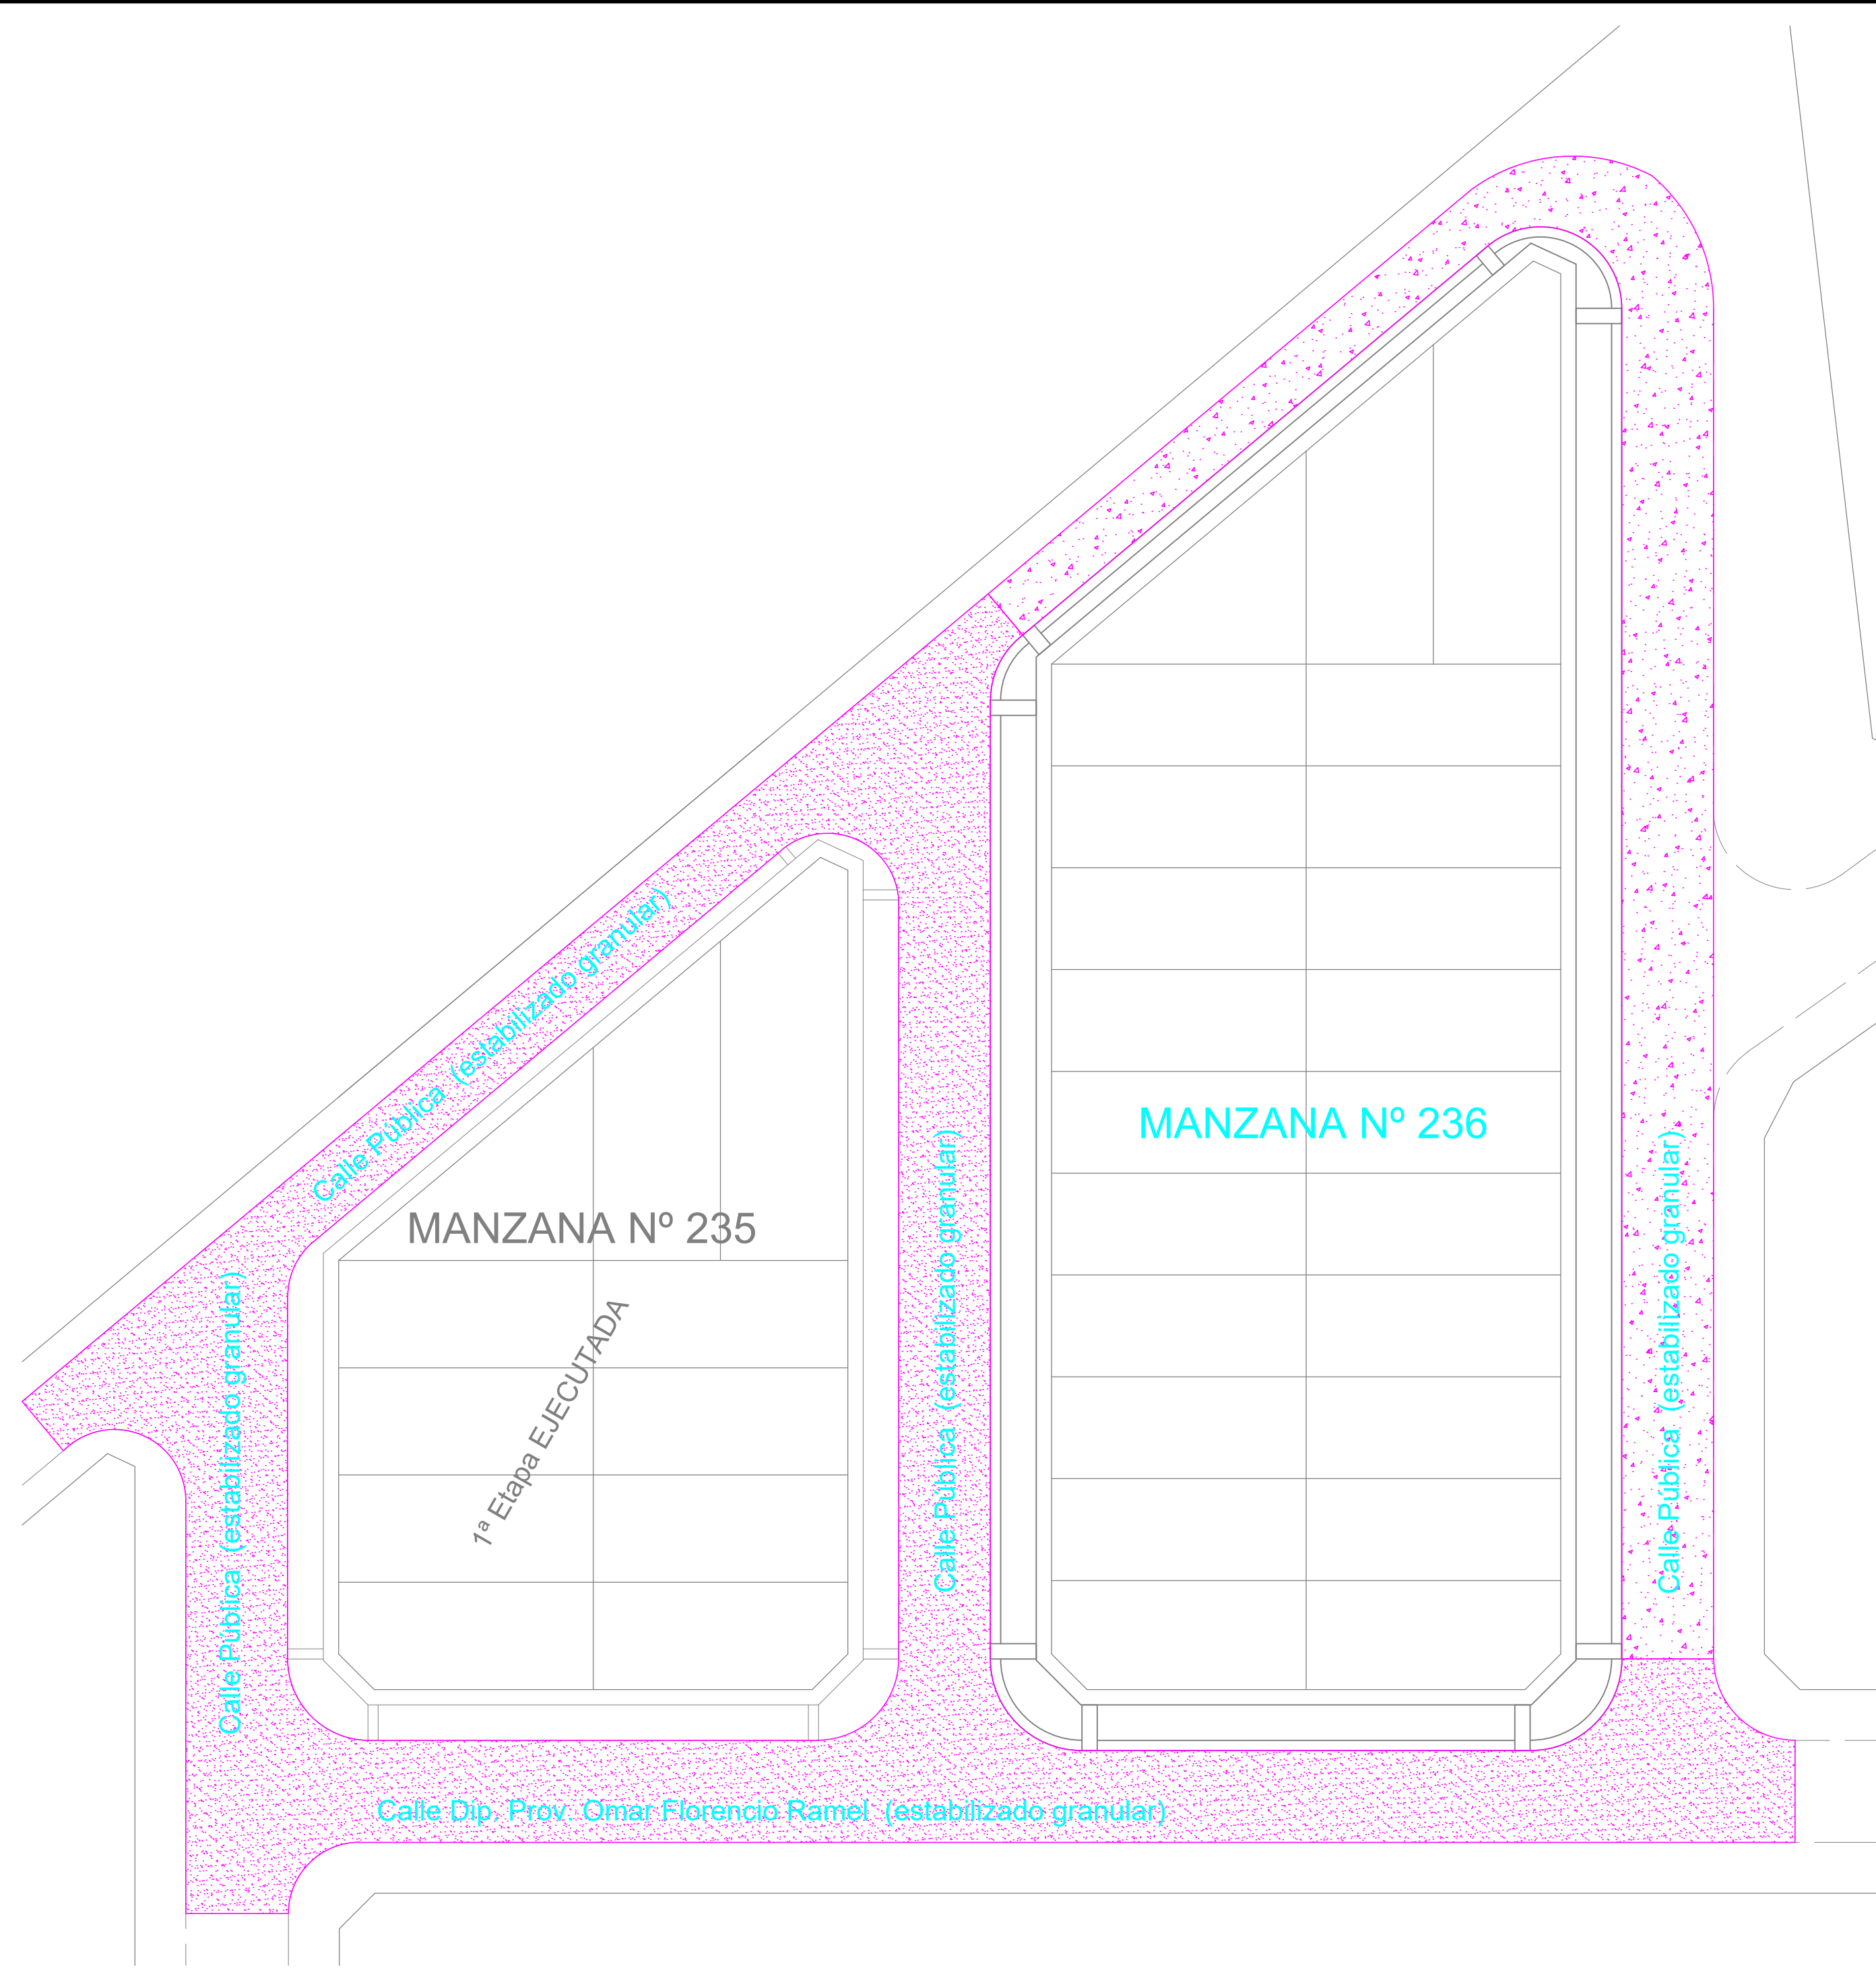 Calle Pública (estabilizado granular)
MANZANA Nº 236
MANZANA Nº 235
1ª Etapa EJECUTADA
Calle Pública (estabilizado granular)
Calle Pública (estabilizado granular)
Calle Pública (estabilizado granular)
Calle Dip. Prov. Omar Florencio Ramel (estabilizado granular)